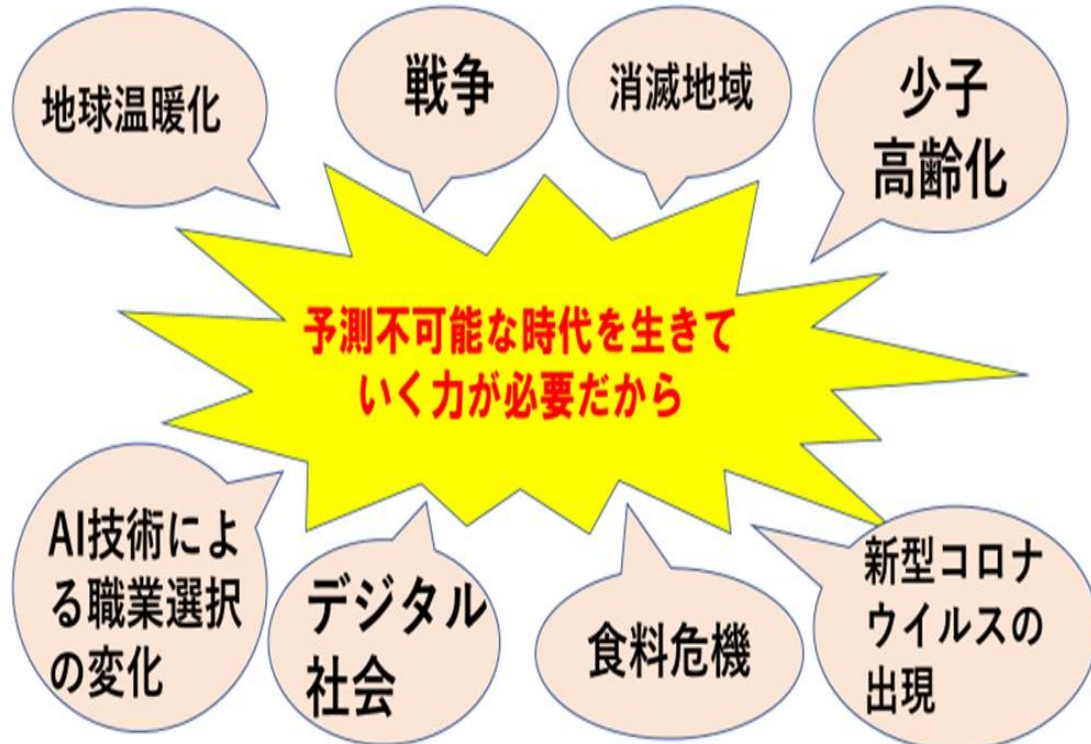 地球温暖化
戦争
消滅地域
少子
高齢化
予測不可能な時代を生きて
いく力が必要だから
AI技術によ
る職業選択
の変化
デジタル
社会
食料危機
新型コロナ
ウイルスの
出現